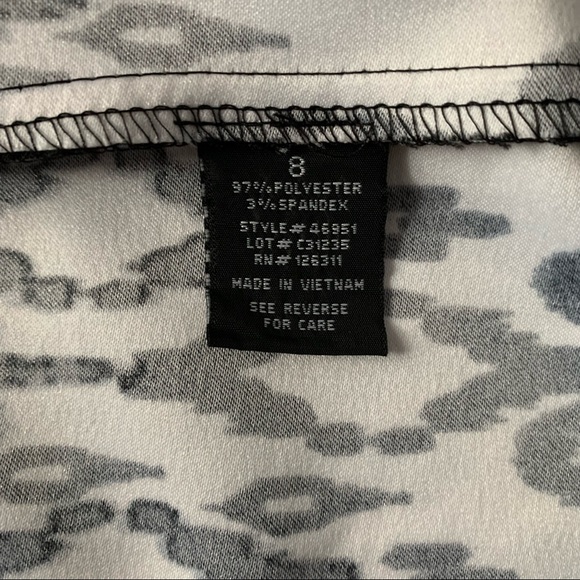 8
97%POLYESTER
3%SPANDEX
STYLE# 46951
LOT# C31235
RN# 126311
MADE IN VIETNAM
SEE REVERSE
FOR CARE